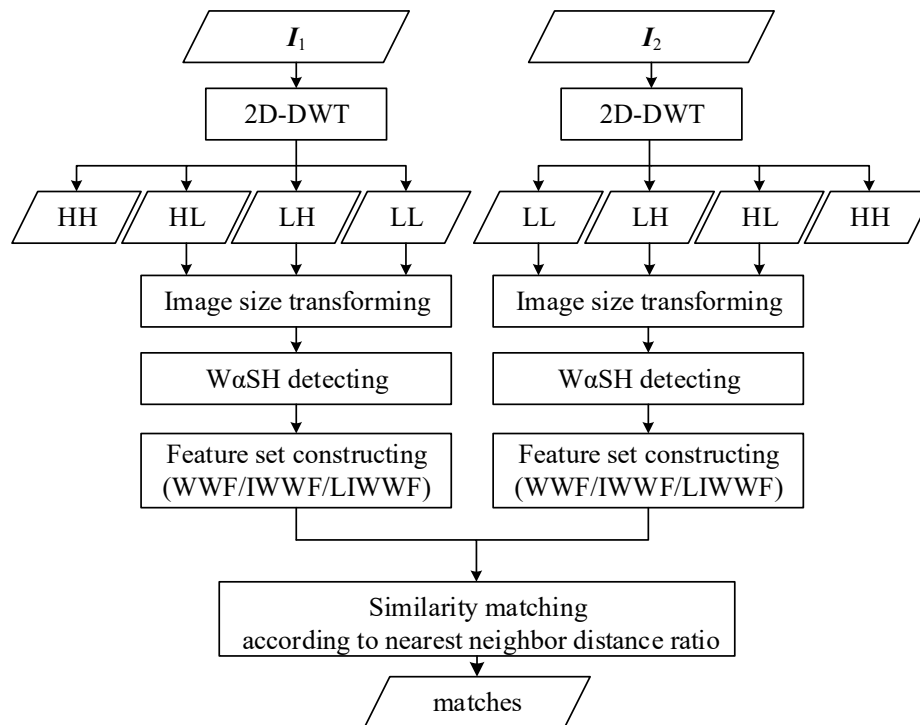 I1
I2
2D-DWT
2D-DWT
HH
HL
LH
LL
LL
LH
HL
HH
Image size transforming
Image size transforming
WαSH detecting
WαSH detecting
Feature set constructing
(WWF/IWWF/LIWWF)
Feature set constructing
(WWF/IWWF/LIWWF)
Similarity matching
according to nearest neighbor distance ratio
matches